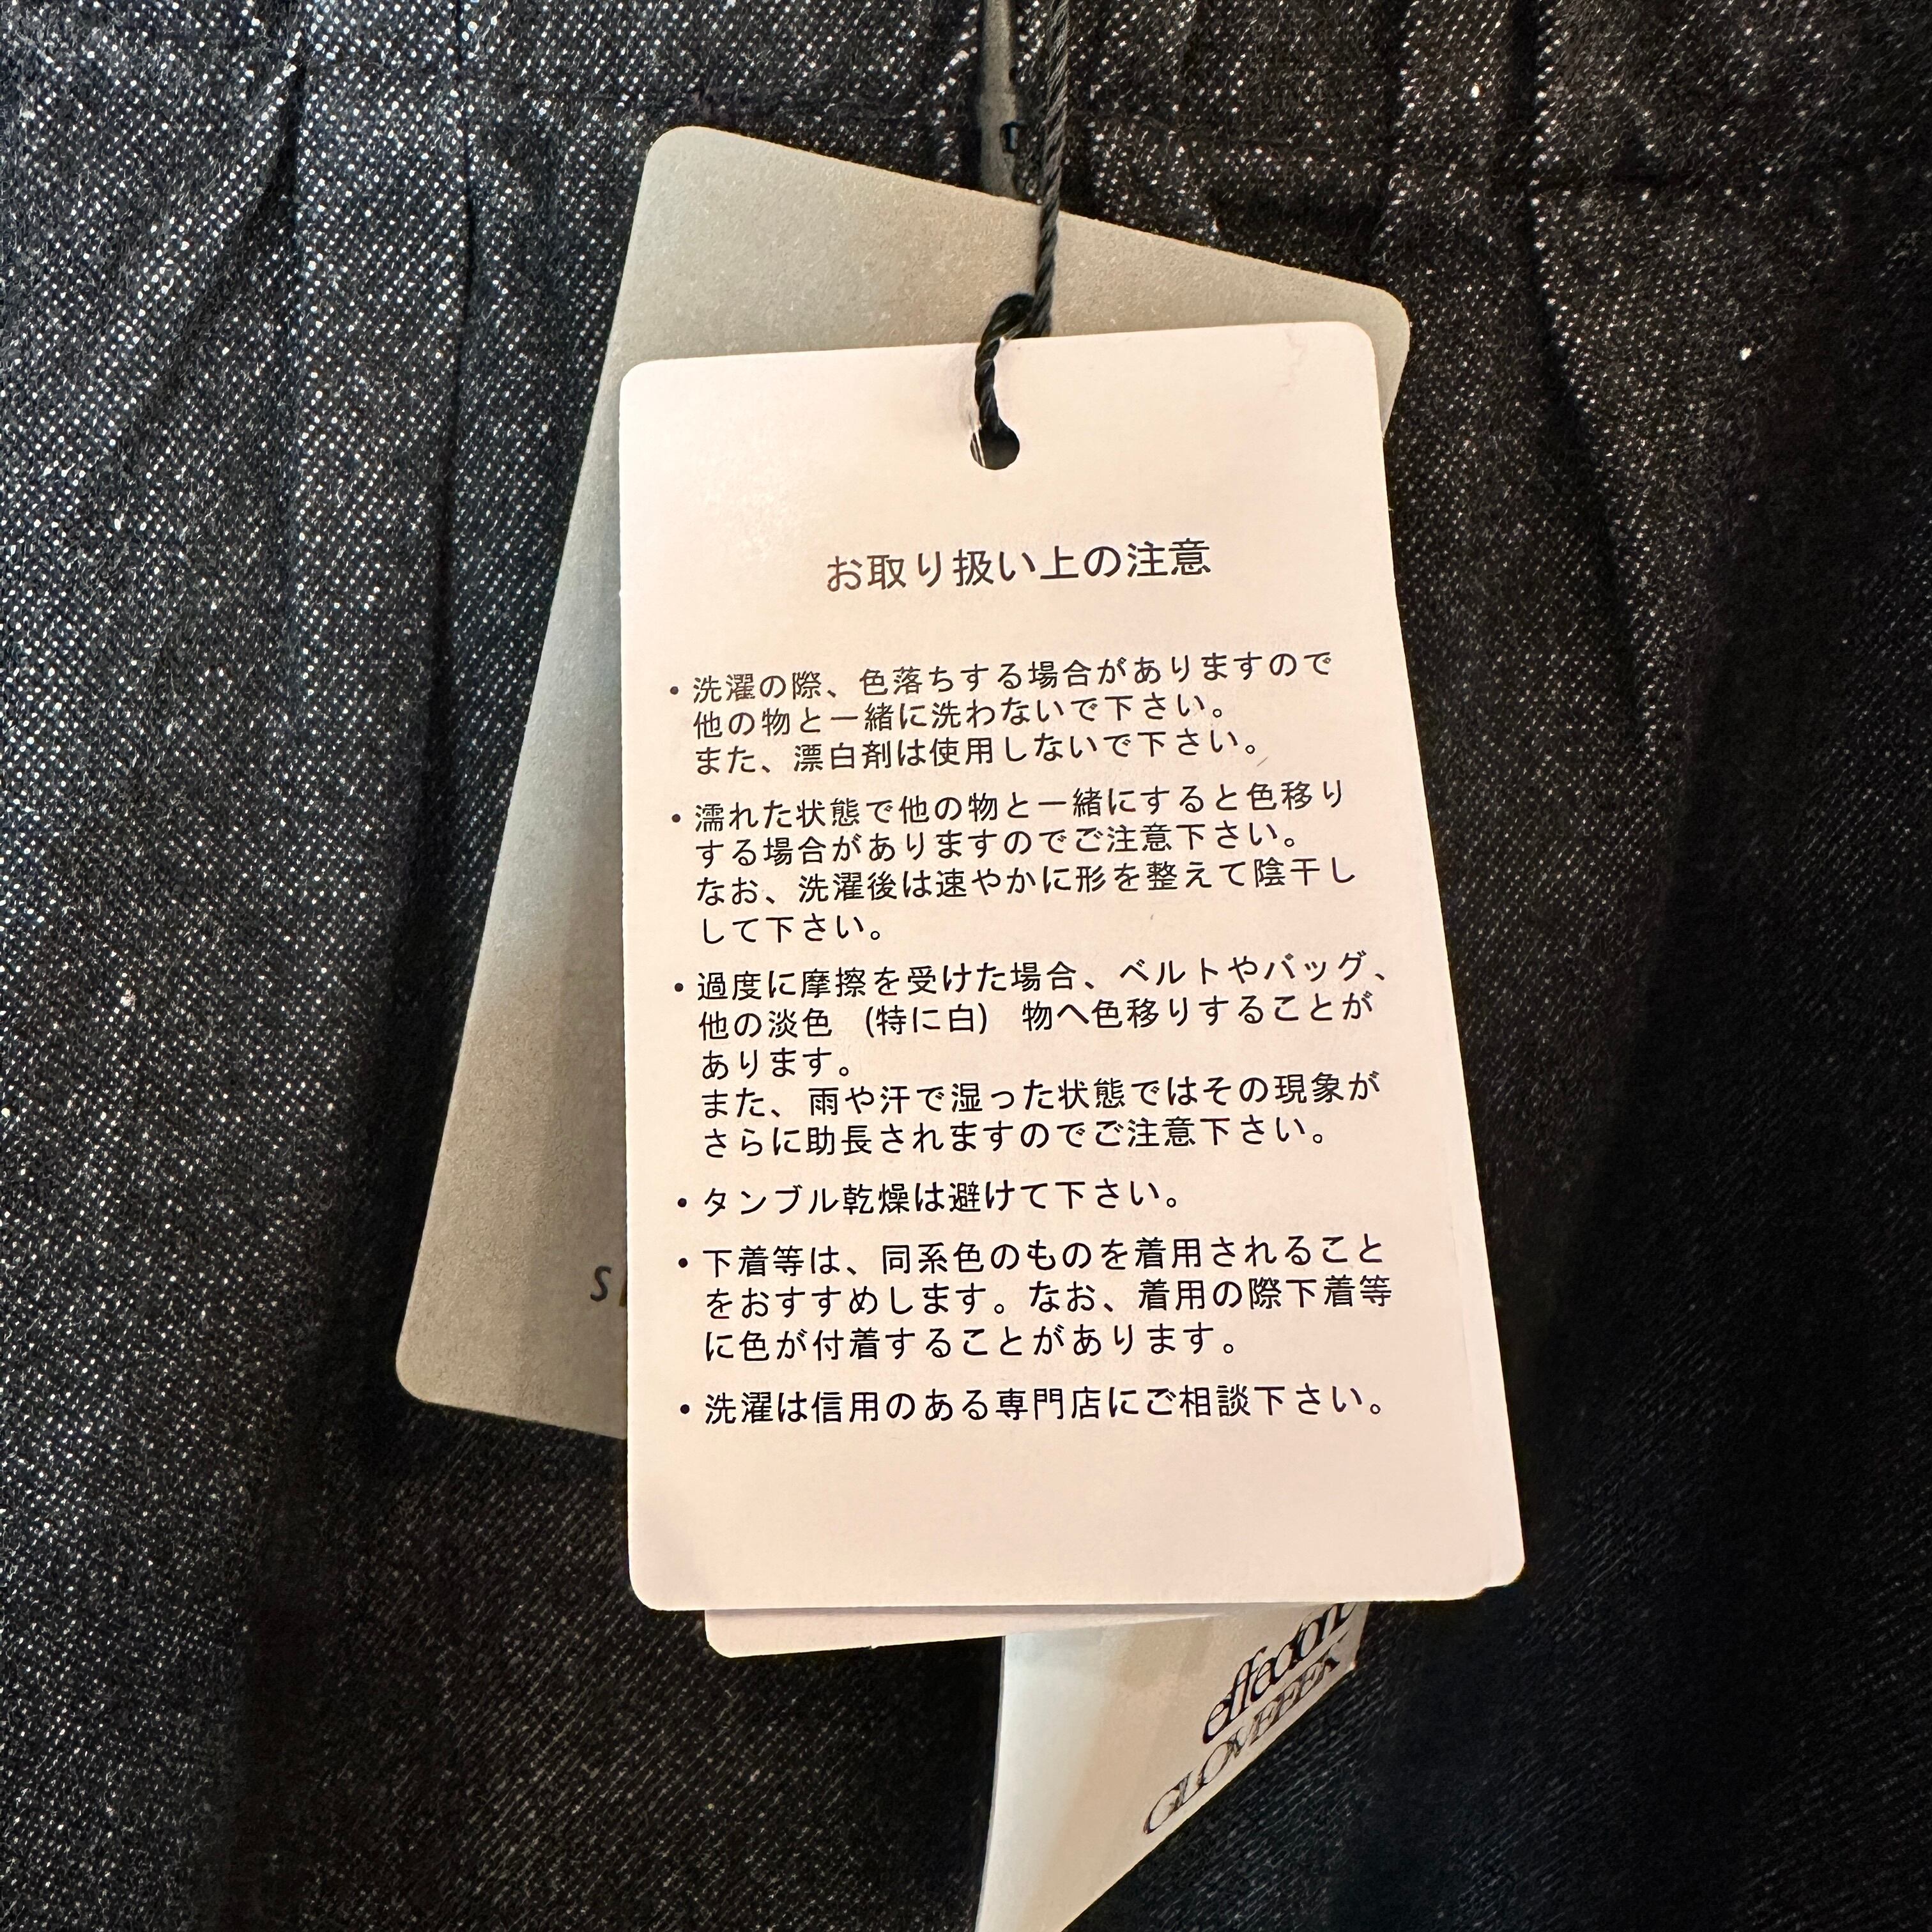 お取り扱い上の注意
・洗濯の際、色落ちする場合がありますので
他の物と一緒に洗わないで下さい。
また、漂白剤は使用しないで下さい。
・濡れた状態で他の物と一緒にすると色移り
する場合がありますのでご注意下さい。
なお、洗濯後は速やかに形を整えて陰干し
して下さい。
・過度に摩擦を受けた場合、ベルトやバッグ、
他の淡色 (特に白) 物へ色移りすることが
あります。
また、雨や汗で湿った状態ではその現象が
さらに助長されますのでご注意下さい。
・タンブル乾燥は避けて下さい。
・下着等は、同系色のものを着用されること
をおすすめします。なお、着用の際下着等
に色が付着することがあります。
・洗濯は信用のある専門店にご相談下さい。